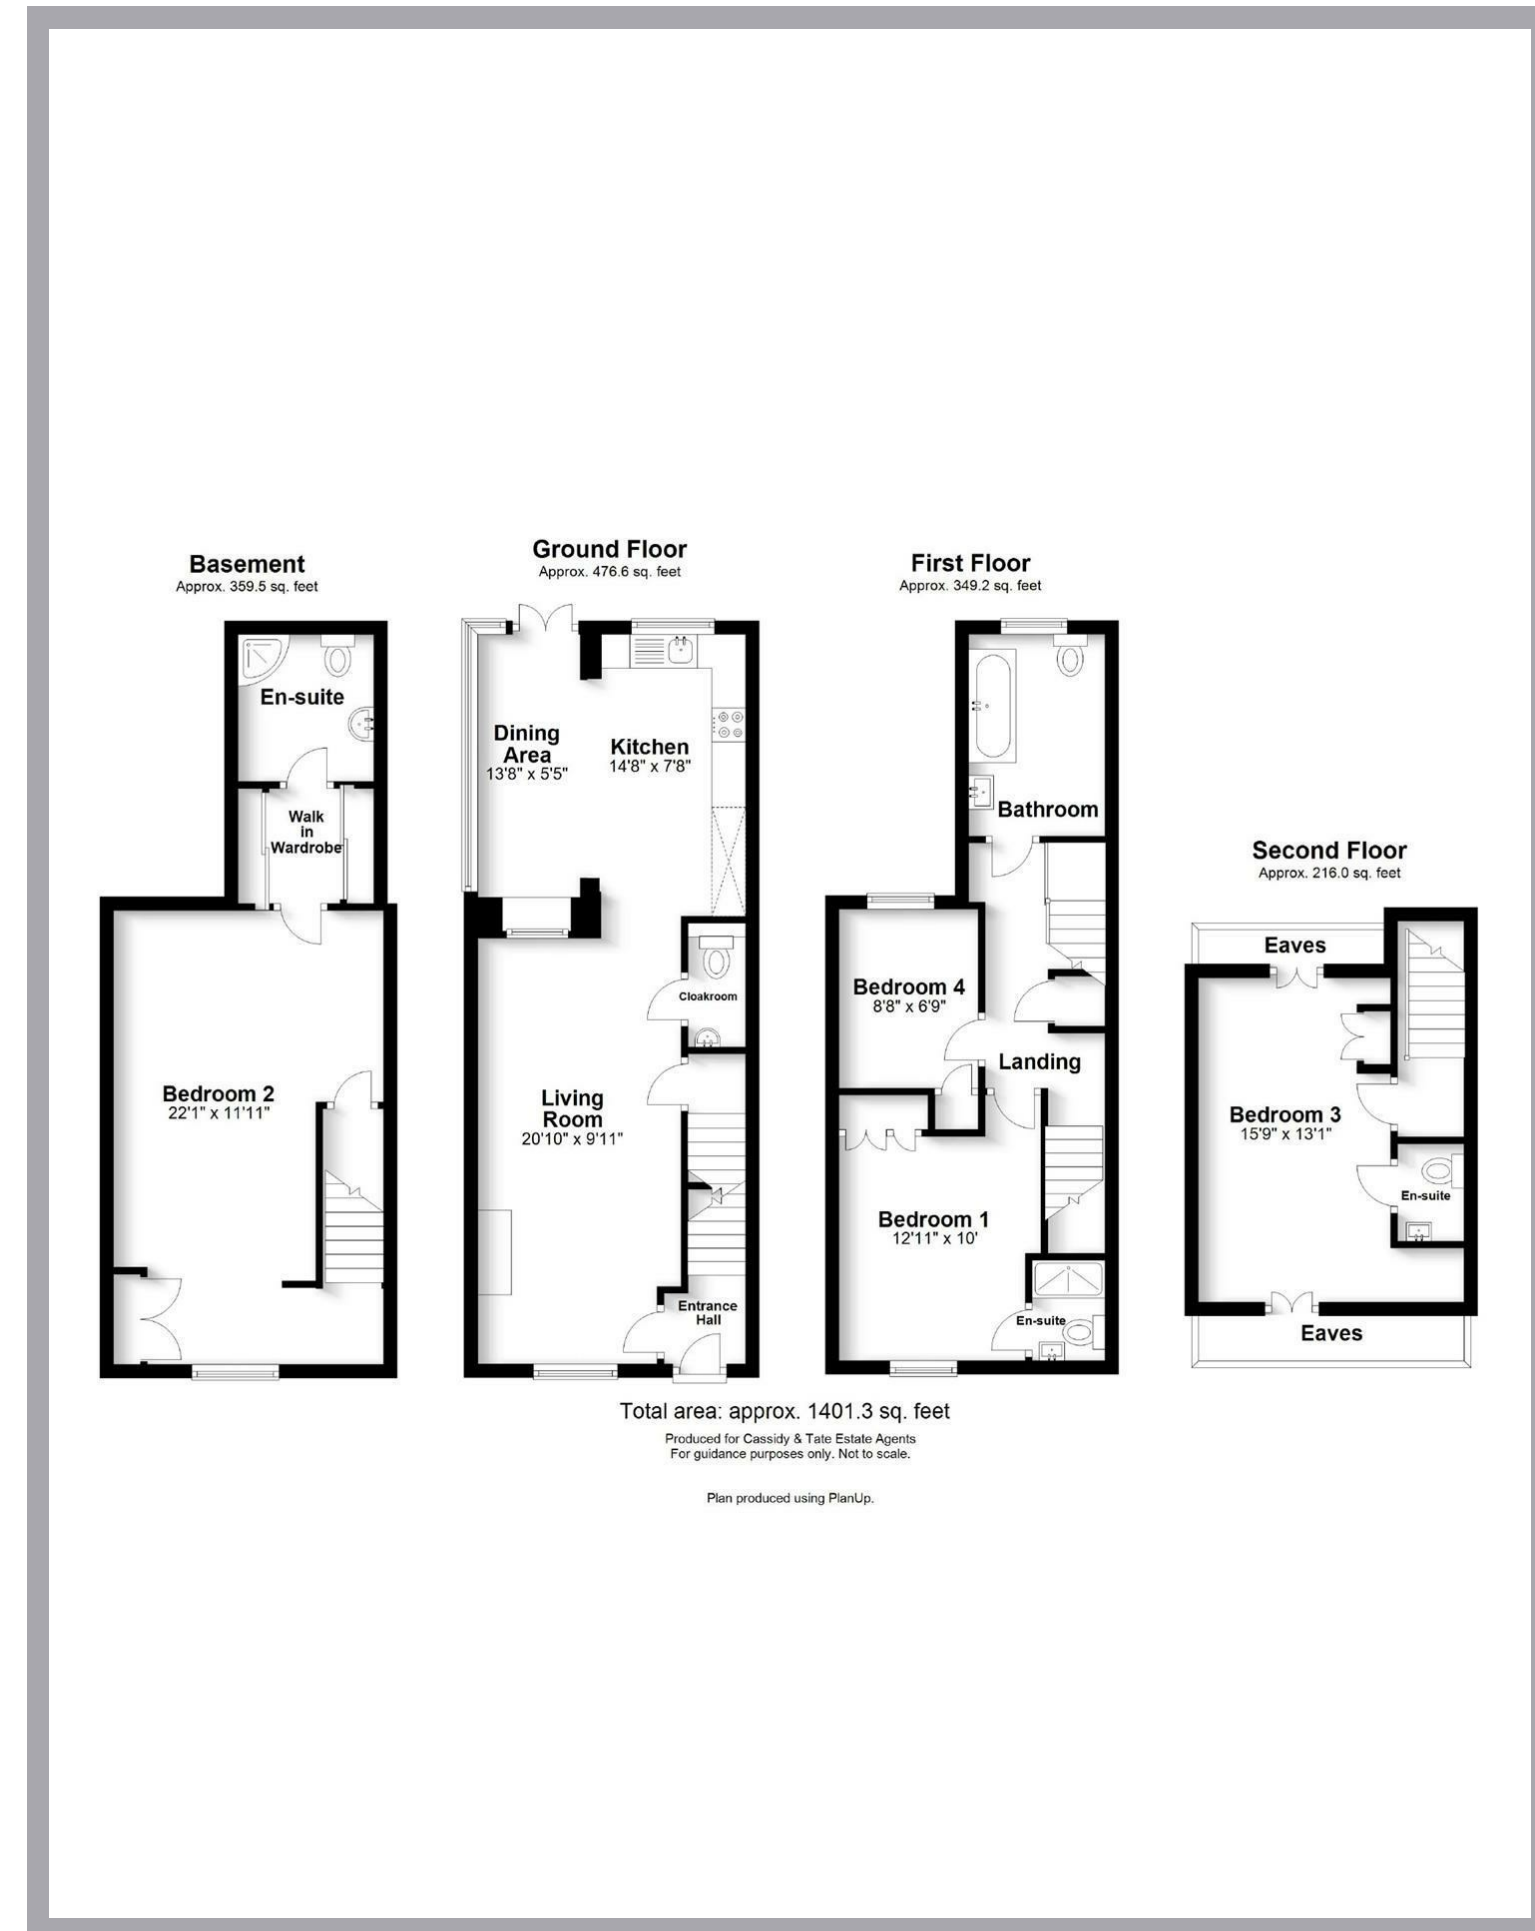 Basement
Approx. 359.5 sq. feet
En-suite
Walk
in
Wardrobe
Bedroom 2
22'1" x 11'11"
Ground Floor
Approx. 476.6 sq. feet
Dining
Area
13'8" x 5'5"
Kitchen
14'8" x 7'8"
Cloakroom
Living
Room
20'10" x 9'11"
Entrance
Hall
First Floor
Approx. 349.2 sq. feet
Bathroom
Bedroom 4
8'8" x 6'9"
Landing
Bedroom 1
12'11" x 10'
En-suite
Second Floor
Approx. 216.0 sq. feet
Eaves
Bedroom 3
15'9" x 13'1"
En-suite
Eaves
Total area: approx. 1401.3 sq. feet
Produced for Cassidy & Tate Estate Agents
For guidance purposes only. Not to scale.
Plan produced using PlanUp.